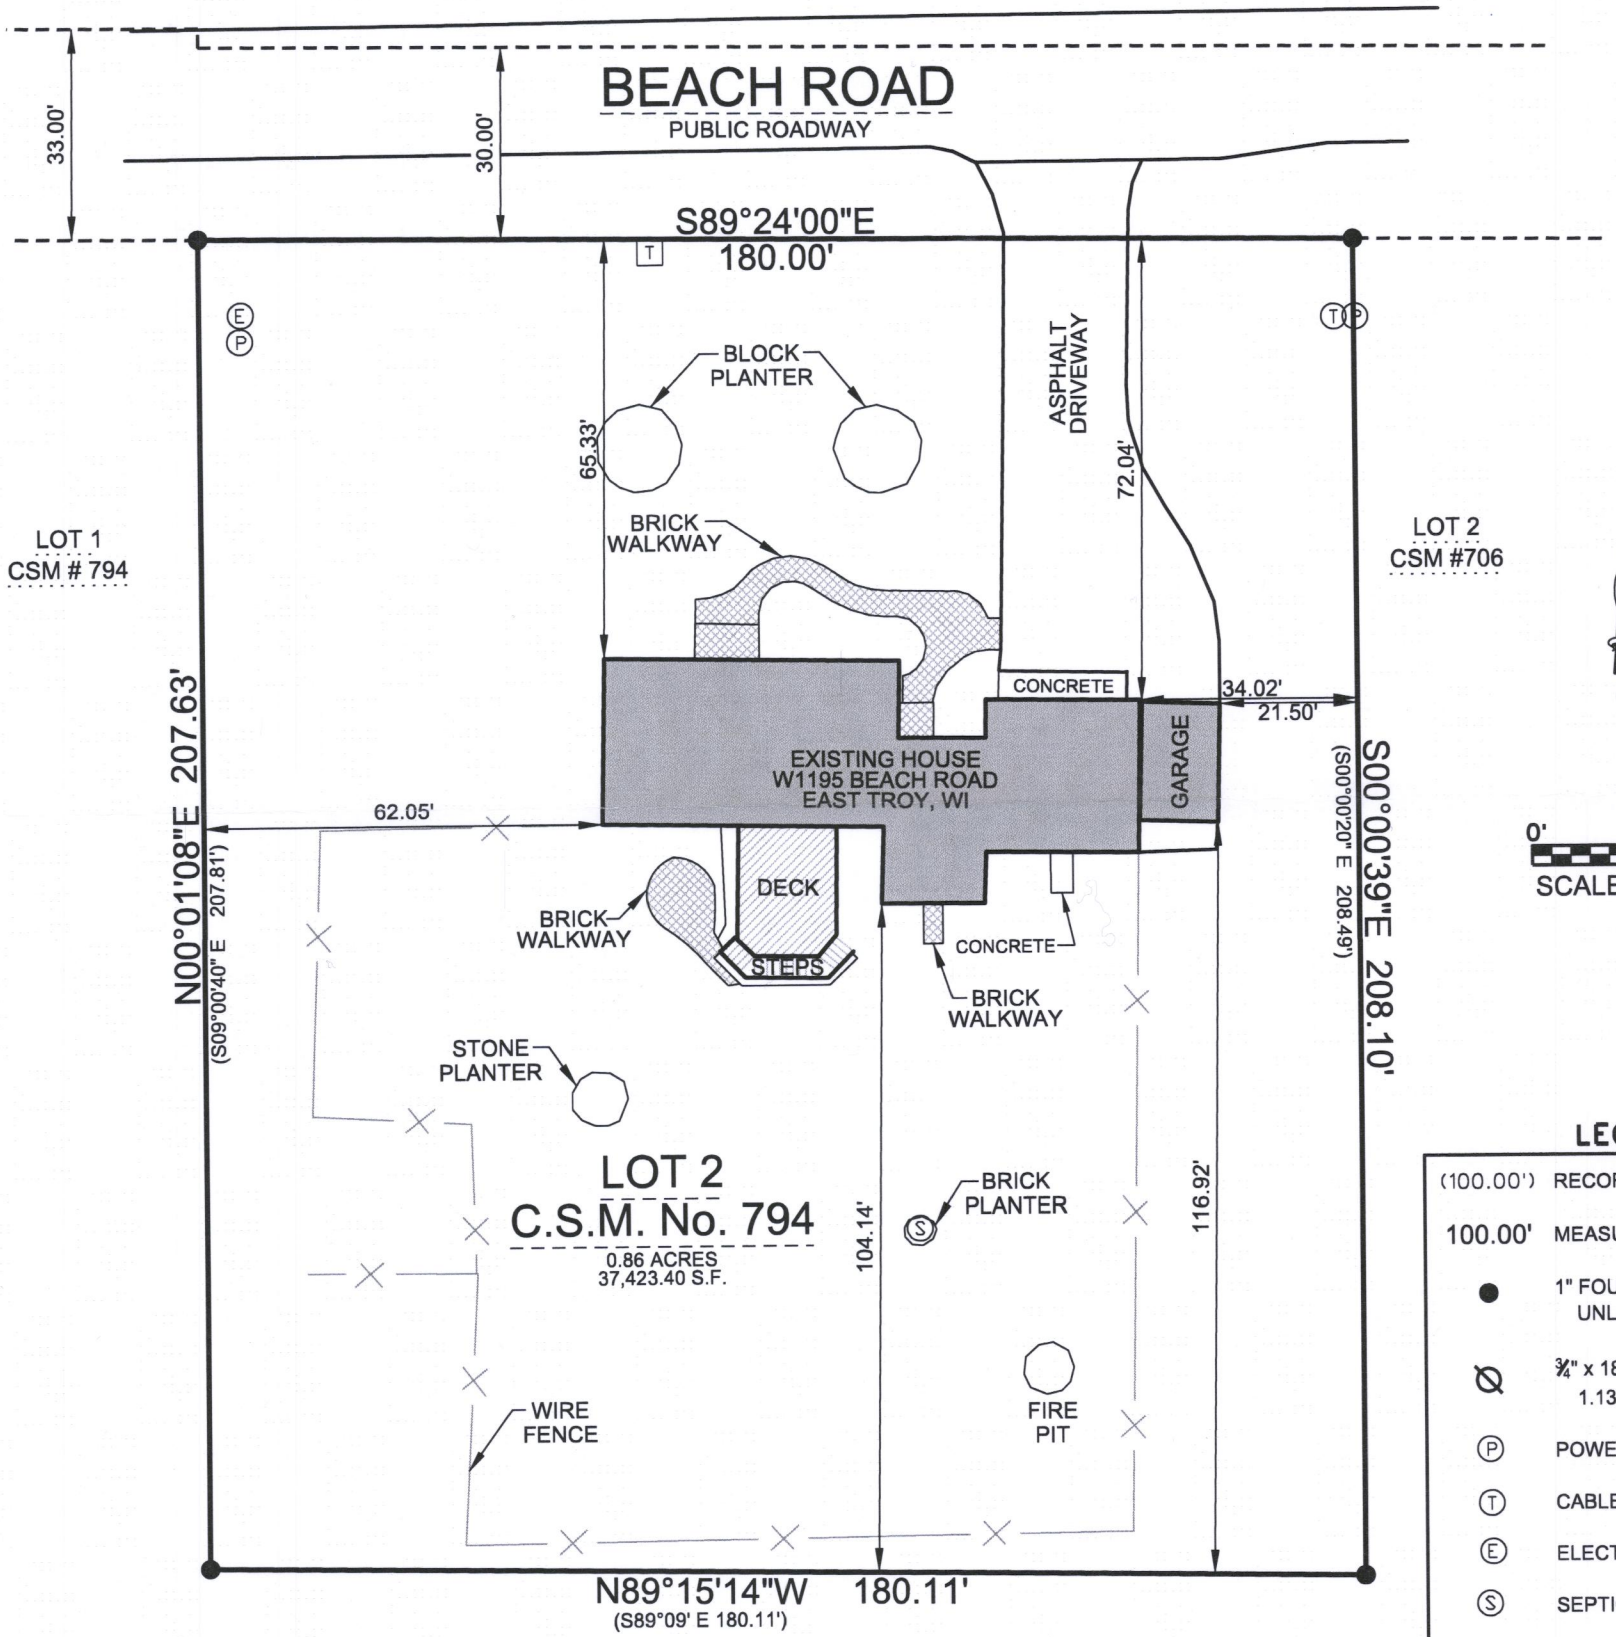 33.00'
30.00'
BEACH ROAD
PUBLIC ROADWAY
S89°24'00"E
180.00'
T
E
P
T P
BLOCK
PLANTER
ASPHALT
DRIVEWAY
65.33'
72.04'
BRICK
WALKWAY
LOT 1
CSM # 794
LOT 2
CSM #706
CONCRETE
34.02'
21.50'
N00°01'08"E 207.63'
(S09°00'40" E 207.81')
EXISTING HOUSE
W1195 BEACH ROAD
EAST TROY, WI
GARAGE
S00°00'39"E 208.10'
(S00°00'20" E 208.49')
62.05'
0'
SCALE
DECK
BRICK
WALKWAY
STEPS
CONCRETE
BRICK
WALKWAY
STONE
PLANTER
LOT 2
C.S.M. No. 794
0.86 ACRES
37,423.40 S.F.
104.14'
BRICK
PLANTER
S
116.92'
FIRE
PIT
WIRE
FENCE
N89°15'14"W 180.11'
(S89°09' E 180.11')
(100.00')
100.00'
1"
¾" x
P
T
E
S